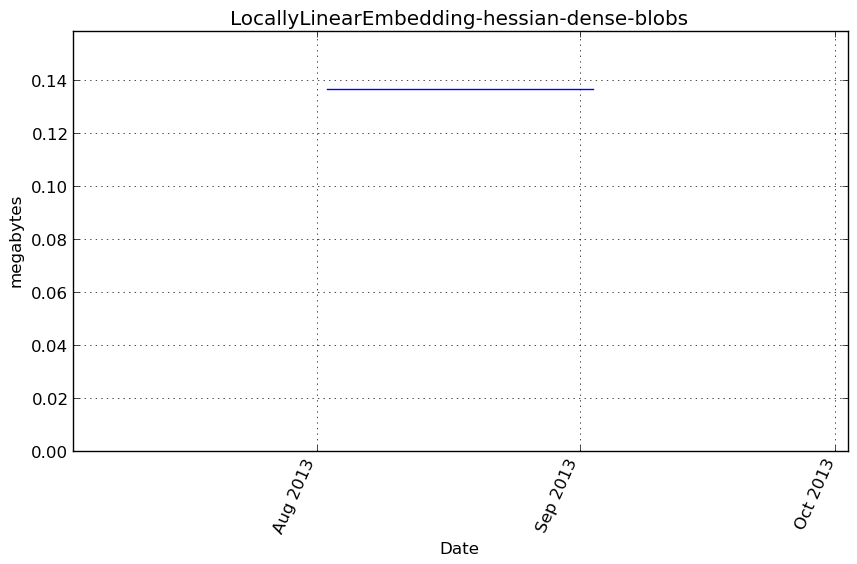 LocallyLinearEmbedding-hessian-dense-blobs
0.14
0.12
0.10
0.08
0.06
0.04
0.02
0.00
megabytes
Aug 2013
Sep 2013
Oct 2013
Date